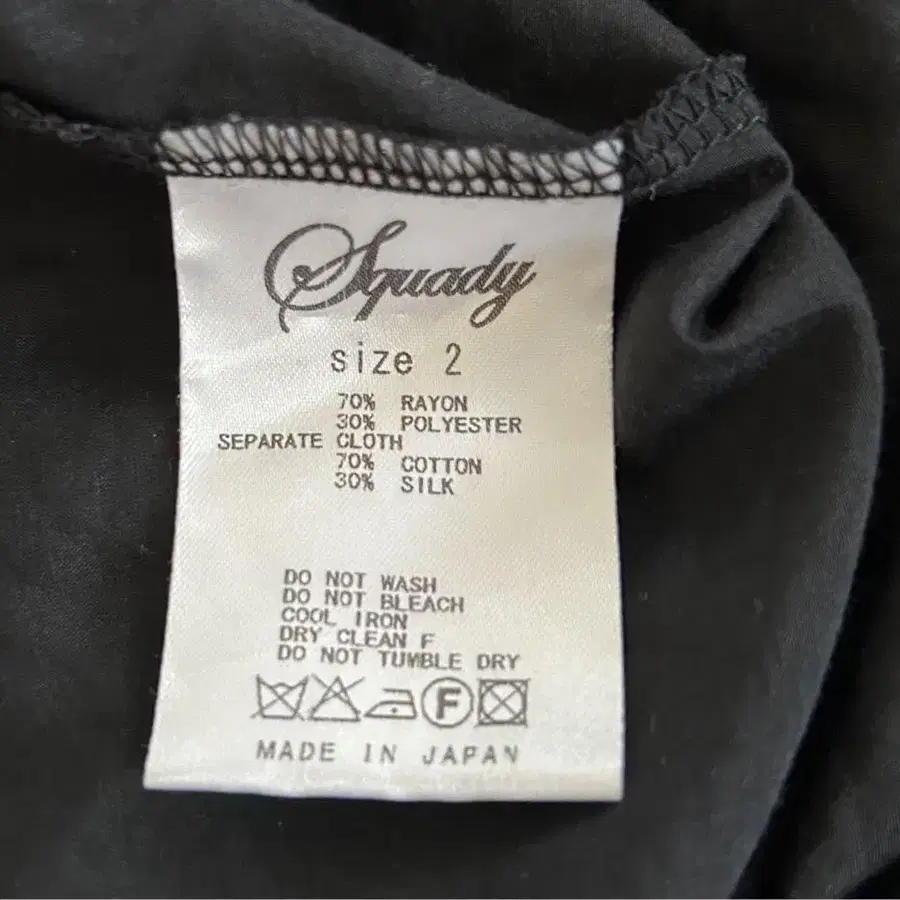 Squady
size 2
70% RAYON
30% POLYESTER
SEPARATE CLOTH
70% COTTON
30% SILK
DO NOT WASH
DO NOT BLEACH
COOL IRON
DRY CLEAN F
DO NOT TUMBLE DRY
F
MADE IN JAPAN